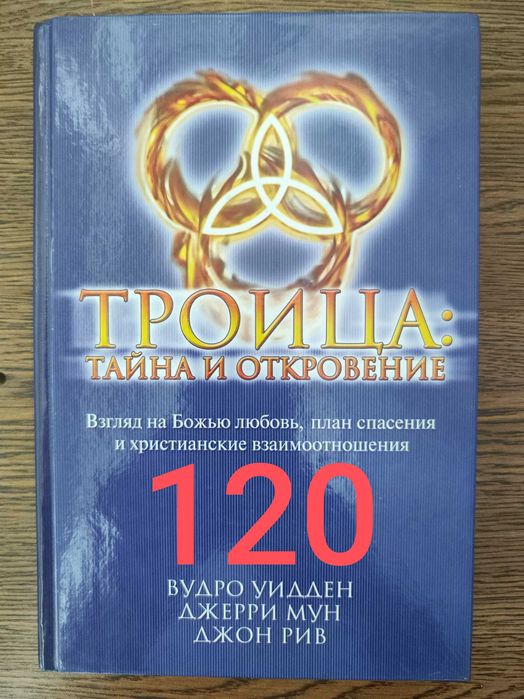 ТРОИЦА:
ТАЙНА И ОТКРОВЕНИЕ
Взгляд на Божью любовь, план спасения
и христианские взаимоотношения
120
ВУДРО УИДДЕН
ДЖЕРРИ МУН
ДЖОН РИВ